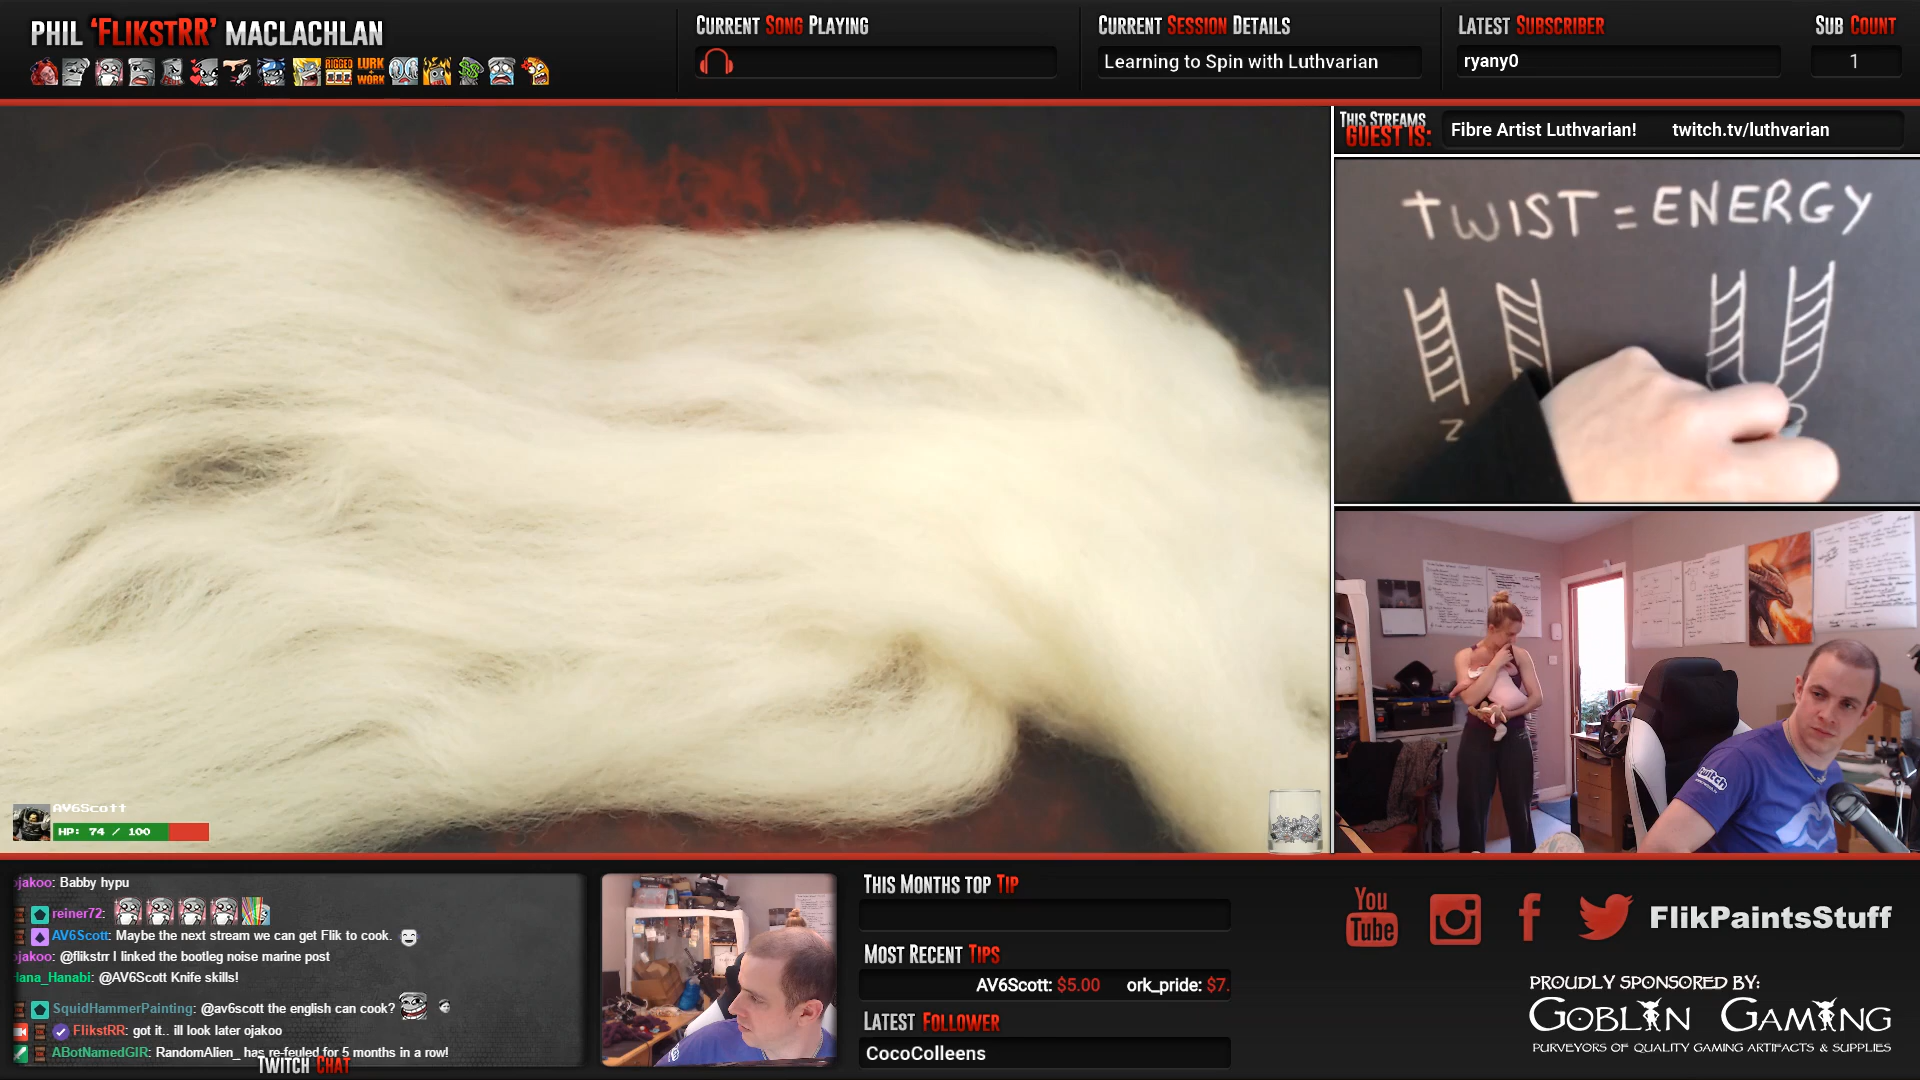 PHIL 'FLIKSTRR' MACLACHLAN
RIGGED
LURK
WORK
CURRENT SONG PLAYING
CURRENT SESSION DETAILS
Learning to Spin with Luthvarian
LATEST SUBSCRIBER
ryany0
SUB COUNT
1
THIS STREAMS
GUEST IS:
Fibre Artist Luthvarian! twitch.tv/luthvarian
TWIST = ENERGY
Z
twitch
AV6Scott
HP: 74 / 100
ojakoo: Babby hypu
reiner72:
AV6Scott: Maybe the next stream we can get Flik to cook.
ojakoo: @flikstrr I linked the bootleg noise marine post
Hana_Hanabi: @AV6Scott Knife skills!
SquidHammerPainting: @av6scott the english can cook?
FlikstRR: got it.. ill look later ojakoo
ABotNamedGIR: RandomAlien_ has re-feuled for 5 months in a row!
TWITCH CHAT
THIS MONTHS TOP TIP
MOST RECENT TIPS
AV6Scott: $5.00 ork_pride: $7.
LATEST FOLLOWER
CocoColleens
You
Tube
FlikPaintsStuff
PROUDLY SPONSORED BY:
GOBLIN GAMING
PURVEYORS OF QUALITY GAMING ARTIFACTS & SUPPLIES